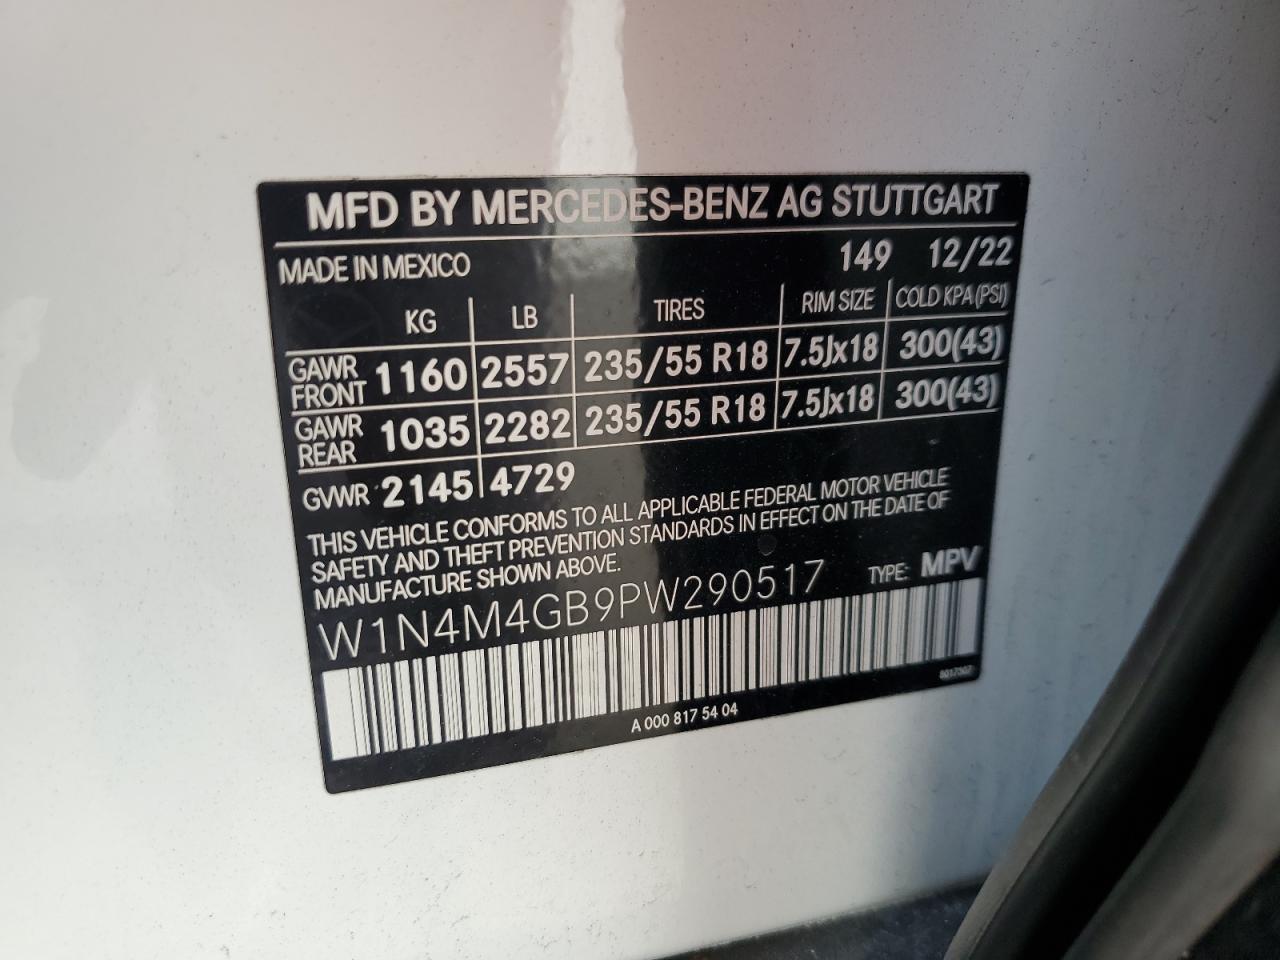 MFD BY MERCEDES-BENZ AG STUTTGART
MADE IN MEXICO 149 12/22
KG LB TIRES RIM SIZE COLD KPA(PSI)
GAWR FRONT 1160 2557 235/55 R18 7.5Jx18 300(43)
GAWR REAR 1035 2282 235/55 R18 7.5Jx18 300(43)
GVWR 2145 4729
THIS VEHICLE CONFORMS TO ALL APPLICABLE FEDERAL MOTOR VEHICLE
SAFETY AND THEFT PREVENTION STANDARDS IN EFFECT ON THE DATE OF
MANUFACTURE SHOWN ABOVE.
W1N4M4GB9PW290517 TYPE: MPV
A 000 817 54 04